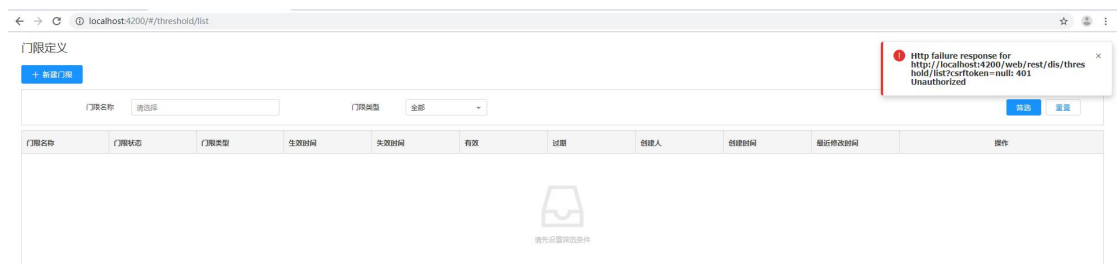 localhost:4200/#/threshold/list
门限定义
Http failure response for
http://localhost:4200/web/rest/dis/thres
hold/list?csrftoken=null: 401
Unauthorized
+ 新建门限
门限名称 请选择 门限类型 全部 筛选 重置
门限名称 门限状态 门限类型 生效时间 失效时间 有效 过期 创建人 创建时间 最近修改时间 操作
请先设置筛选条件